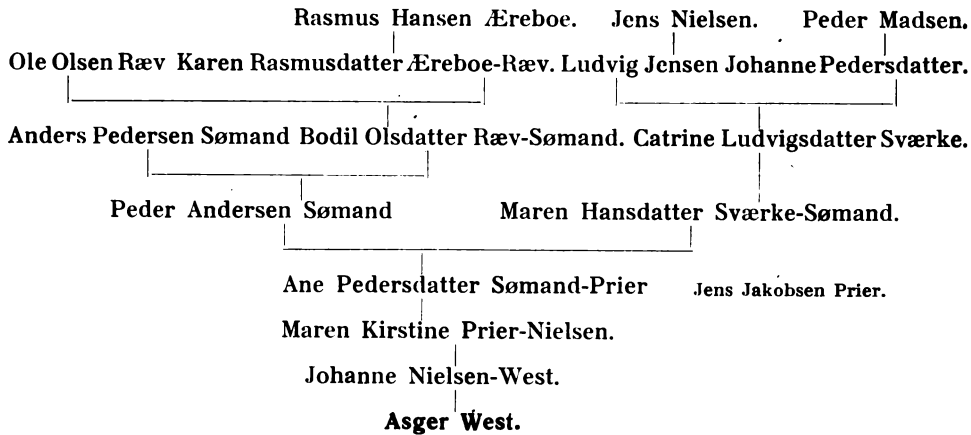 Rasmus Hansen Æreboe. Jens Nielsen. Peder Madsen.
Ole Olsen Ræv Karen Rasmusdatter Æreboe-Ræv. Ludvig Jensen Johanne Pedersdatter.
Anders Pedersen Sømand Bodil Olsdatter Ræv-Sømand. Catrine Ludvigsdatter Sværke.
Peder Andersen Sømand Maren Hansdatter Sværke-Sømand.
Ane Pedersdatter Sømand-Prier Jens Jakobsen Prier.
Maren Kirstine Prier-Nielsen.
Johanne Nielsen-West.
Asger West.